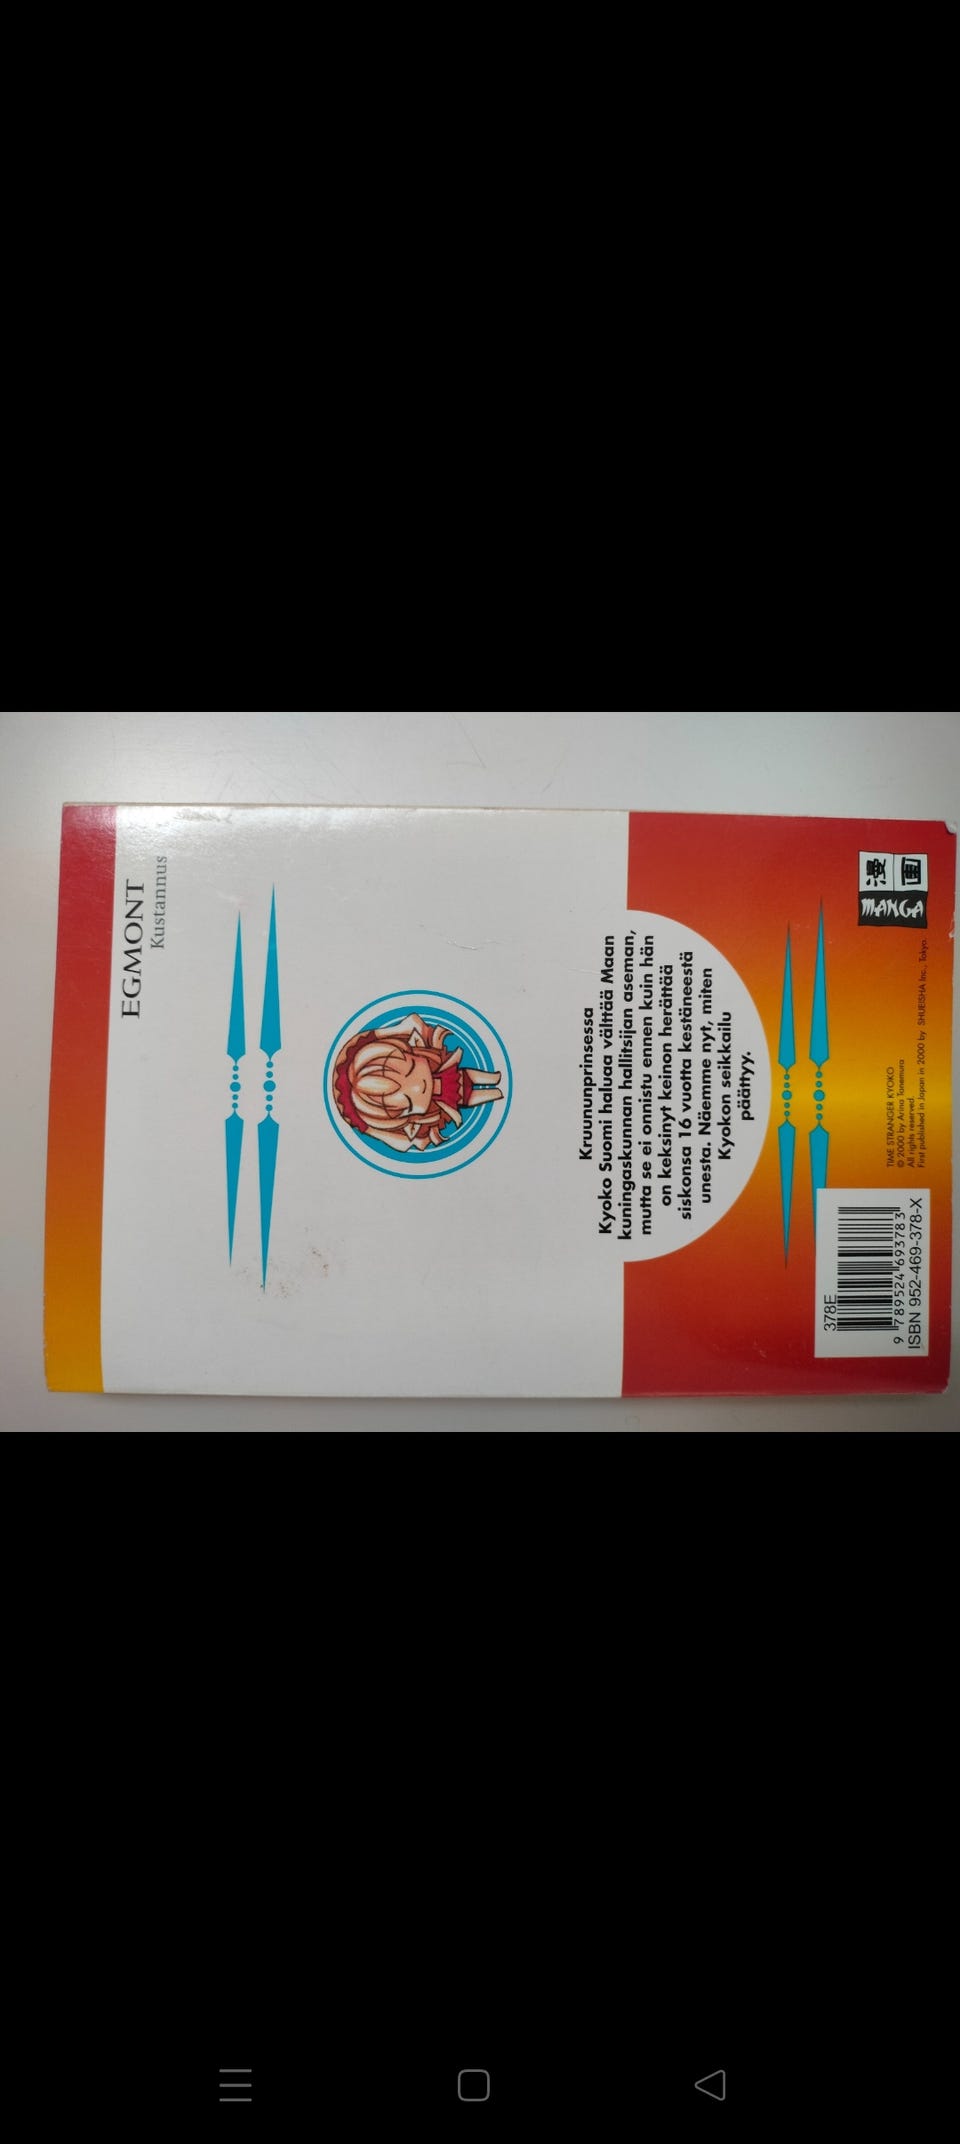 EGMONT
Kustannus
Kruununprinsessa
Kyoko Suomi haluaa välttää Maan
kuningaskunnan hallitsijan aseman,
mutta se ei onnistu ennen kuin hän
on keksinyt keinon herättää
siskonsa 16 vuotta kestäneestä
unesta. Näemme nyt, miten
Kyokon seikkailu
päättyy.
378E
9 789524 693783
ISBN 952-469-378-X
TIME STRANGER KYOKO
© 2000 by Arina Tanemura
All rights reserved.
First published in Japan in 2000 by SHUEISHA Inc., Tokyo.
漫画
MANGA